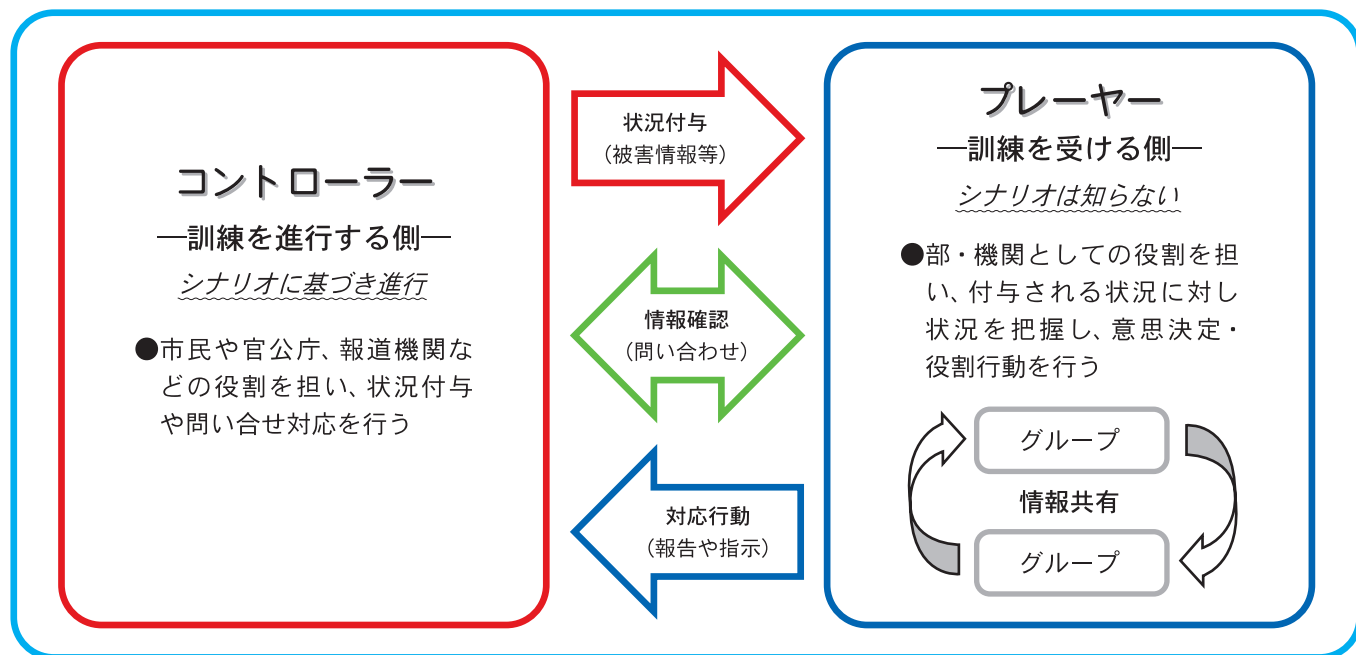 コントローラー
―訓練を進行する側―
シナリオに基づき進行
●市民や官公庁、報道機関な
どの役割を担い、状況付与
や問い合せ対応を行う
状況付与
(被害情報等)
情報確認
(問い合わせ)
対応行動
(報告や指示)
プレーヤー
―訓練を受ける側―
シナリオは知らない
●部・機関としての役割を担
い、付与される状況に対し
状況を把握し、意思決定・
役割行動を行う
グループ
情報共有
グループ